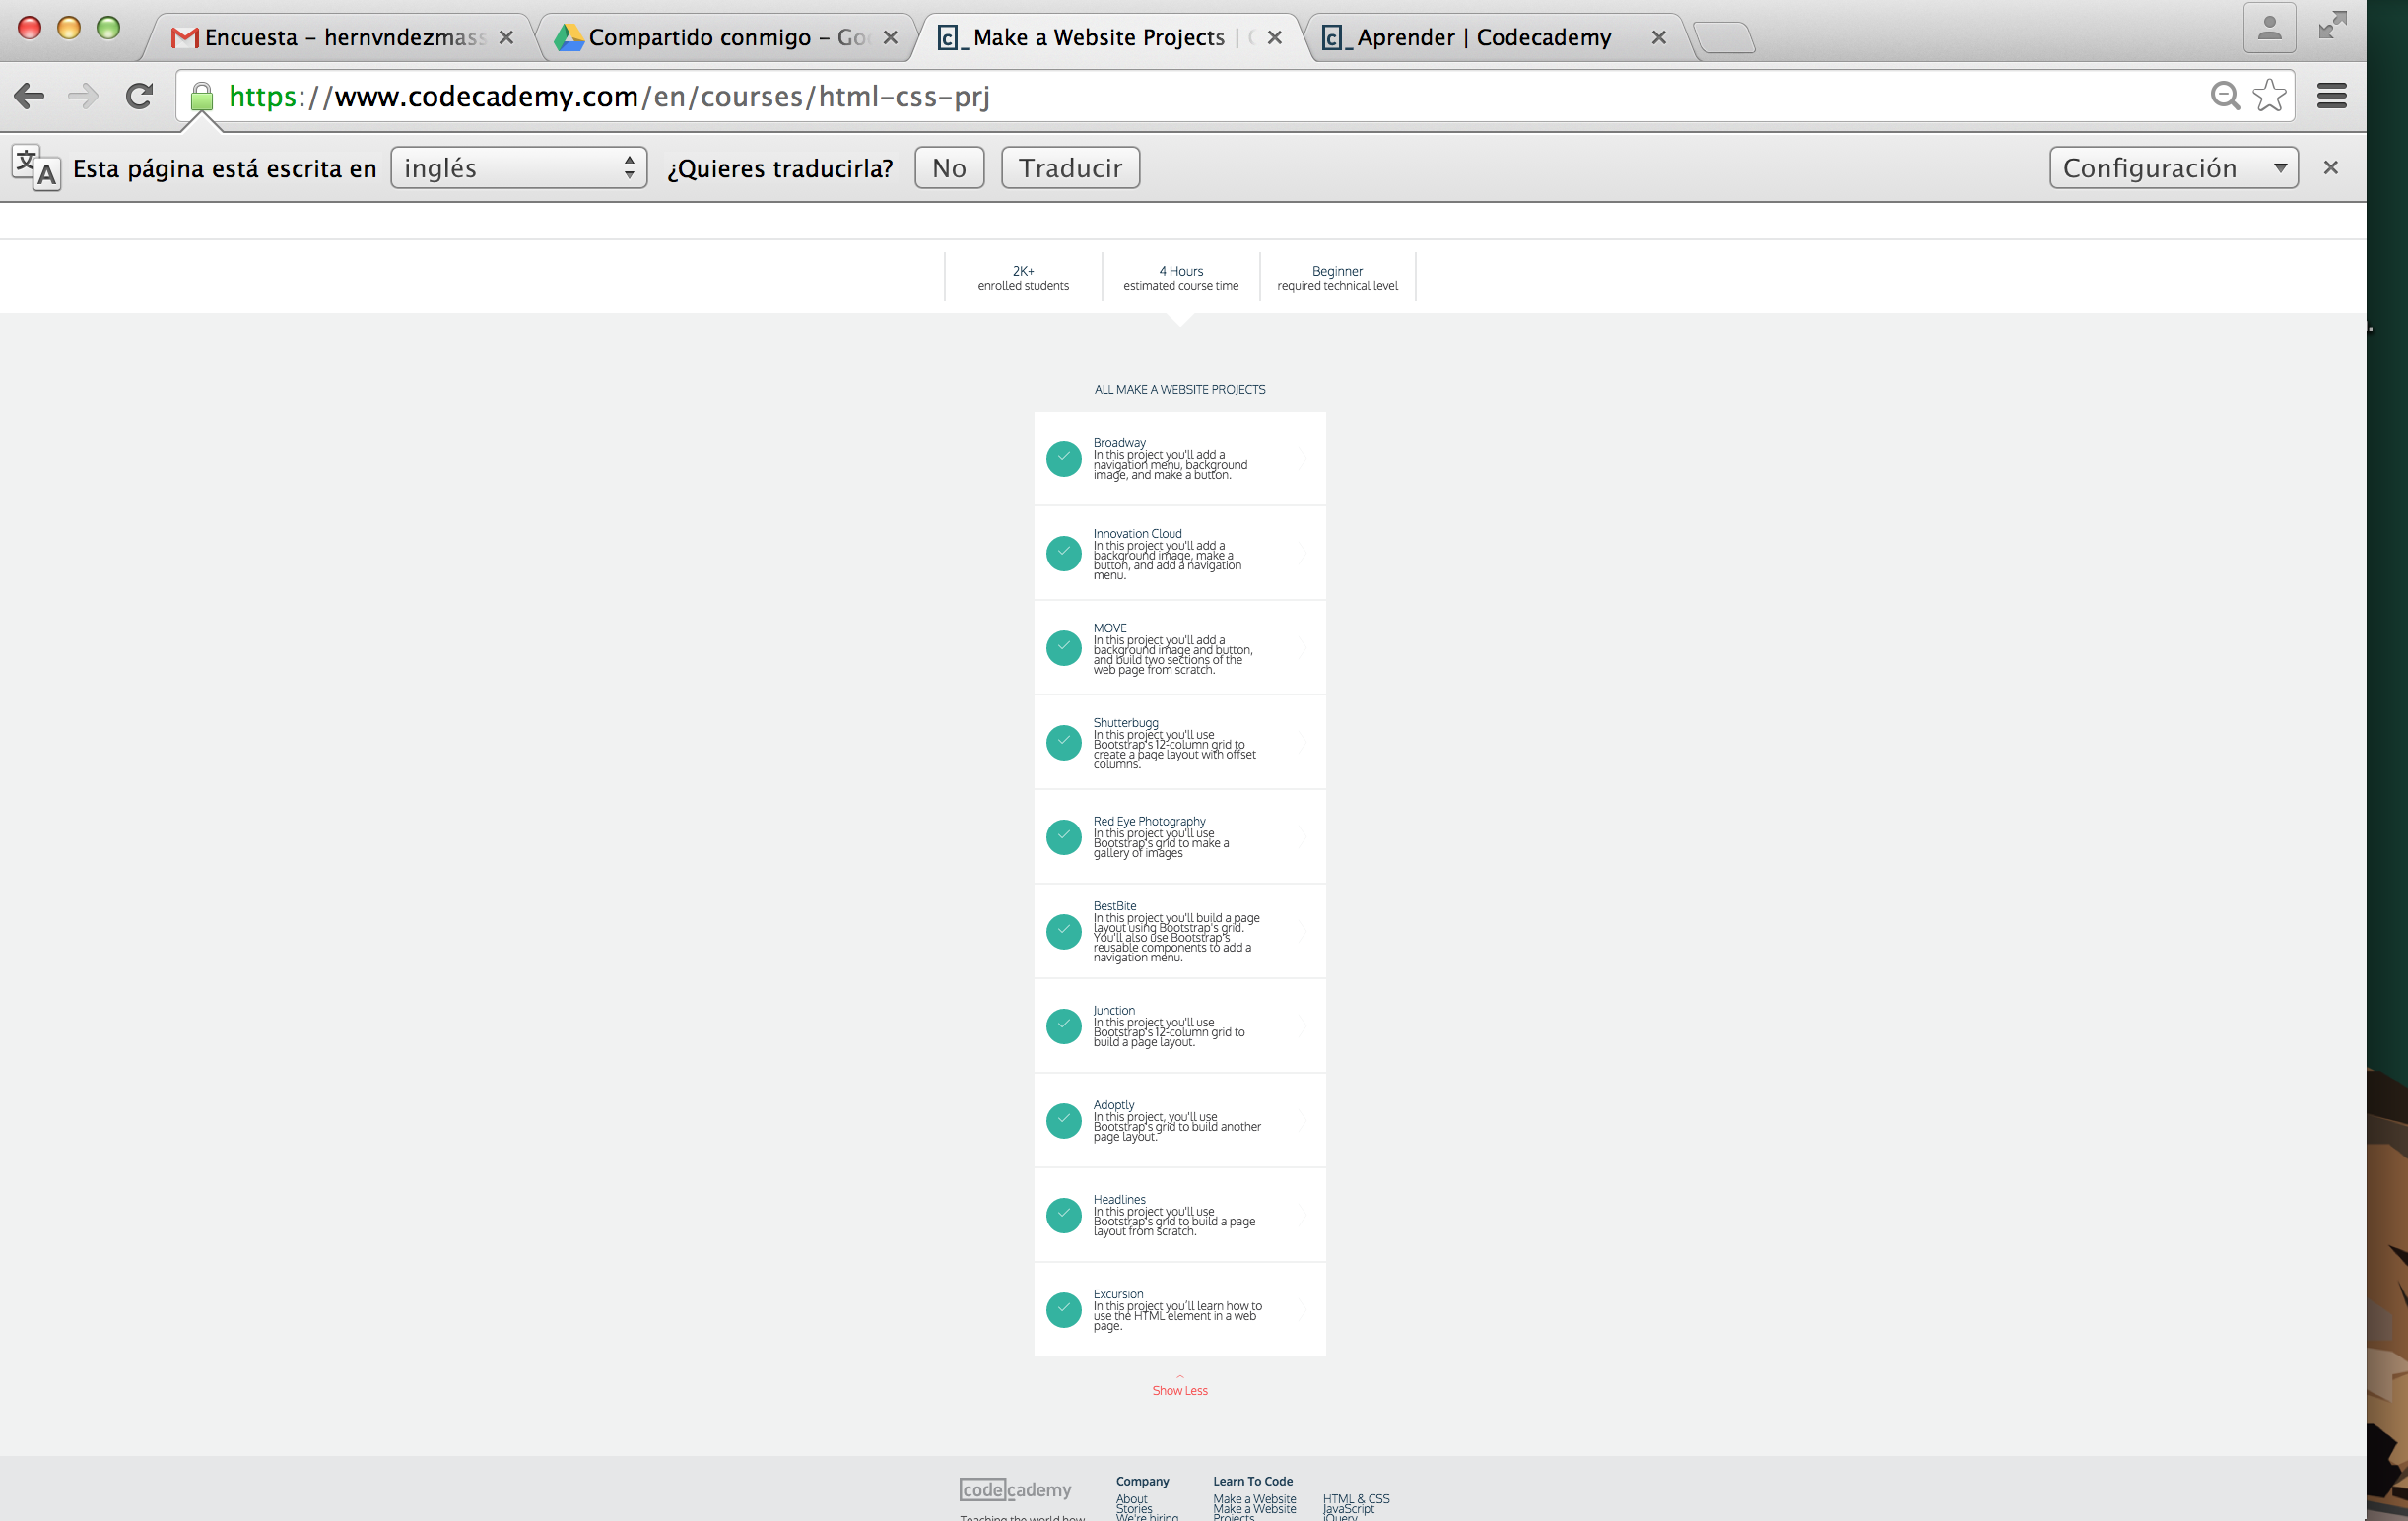 Encuesta – hernvndezmass
Compartido conmigo – Goo
c_ Make a Website Projects |
c_ Aprender | Codecademy
https://www.codecademy.com/en/courses/html-css-prj
文A Esta página está escrita en inglés ¿Quieres traducirla? No Traducir Configuración
2K+
enrolled students
4 Hours
estimated course time
Beginner
required technical level
ALL MAKE A WEBSITE PROJECTS
Broadway
In this project you'll add a
navigation menu, background
image, and make a button.
Innovation Cloud
In this project you'll add a
background image, make a
button, and add a navigation
menu.
MOVE
In this project you'll add a
background image and button,
and build two sections of the
web page from scratch.
Shutterbugg
In this project you'll use
Bootstrap's 12-column grid to
create a page layout with offset
columns.
Red Eye Photography
In this project you'll use
Bootstrap's grid to make a
gallery of images
BestBite
In this project you'll build a page
layout using Bootstrap's grid.
You'll also use Bootstrap's
reusable components to add a
navigation menu.
Junction
In this project you'll use
Bootstrap's 12-column grid to
build a page layout.
Adoptly
In this project, you'll use
Bootstrap's grid to build another
page layout.
Headlines
In this project you'll use
Bootstrap's grid to build a page
layout from scratch.
Excursion
In this project you'll learn how to
use the HTML element in a web
page.
Show Less
codecademy
Teaching the world how
Company
About
Stories
We're hiring
Learn To Code
Make a Website
Make a Website
Projects
HTML & CSS
JavaScript
jQuery